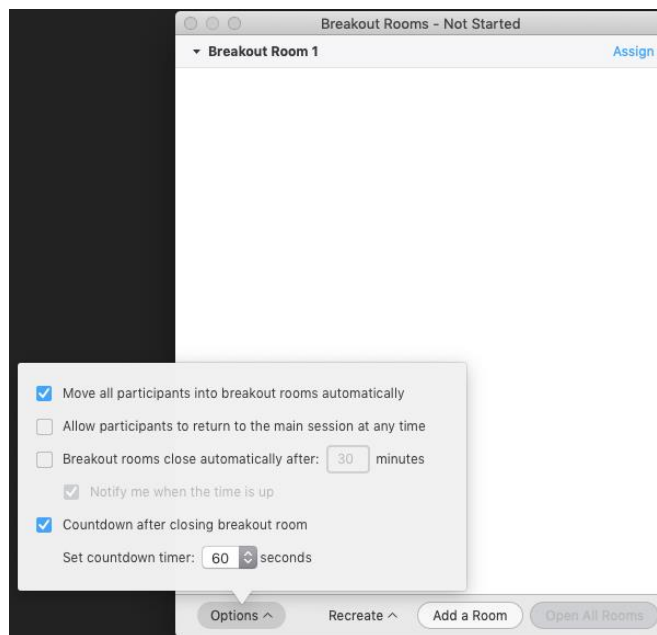 Breakout Rooms - Not Started
Breakout Room 1 Assign
Move all participants into breakout rooms automatically
Allow participants to return to the main session at any time
Breakout rooms close automatically after: 30 minutes
Notify me when the time is up
Countdown after closing breakout room
Set countdown timer: 60 seconds
Options Recreate Add a Room Open All Rooms